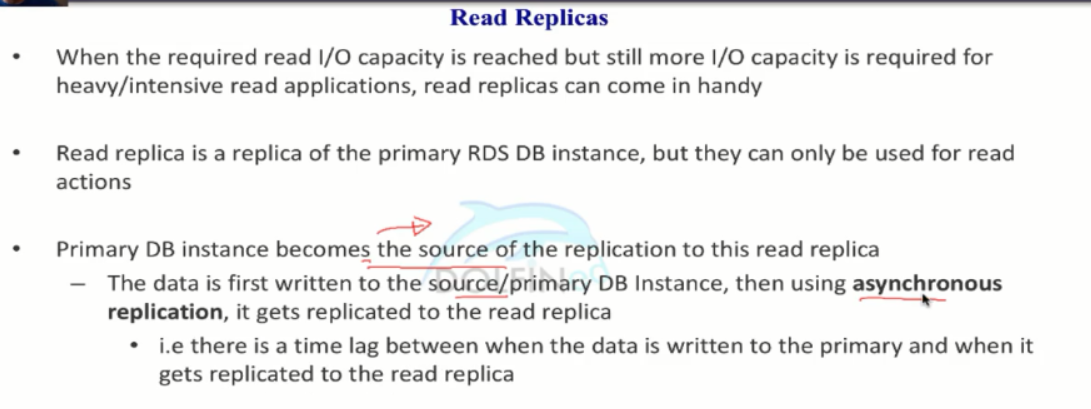 Read Replicas
• When the required read I/O capacity is reached but still more I/O capacity is required for
heavy/intensive read applications, read replicas can come in handy
• Read replica is a replica of the primary RDS DB instance, but they can only be used for read
actions
• Primary DB instance becomes the source of the replication to this read replica
– The data is first written to the source/primary DB Instance, then using asynchronous
replication, it gets replicated to the read replica
• i.e there is a time lag between when the data is written to the primary and when it
gets replicated to the read replica
DOLFINed